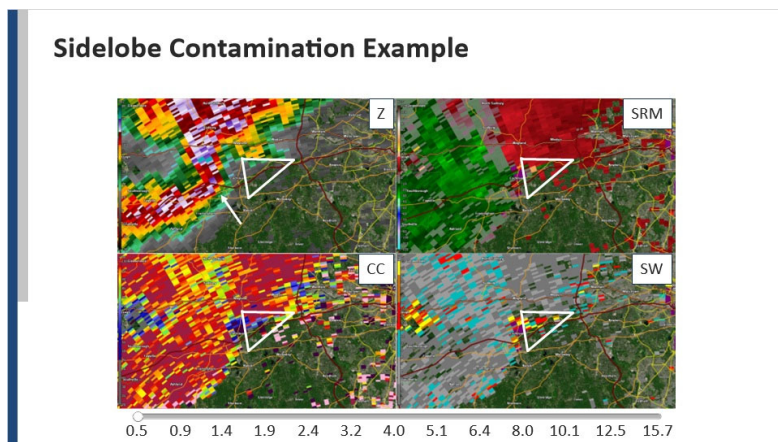 Sidelobe Contamination Example
Z
SRM
CC
SW
0.5 0.9 1.4 1.9 2.4 3.2 4.0 5.1 6.4 8.0 10.1 12.5 15.7